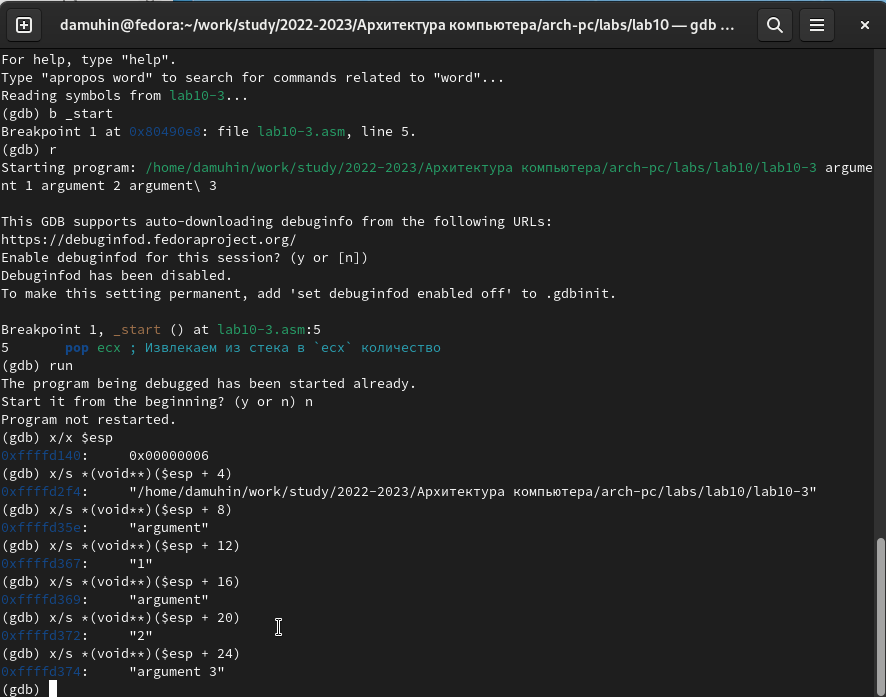 damuhin@fedora:~/work/study/2022-2023/Архитектура компьютера/arch-pc/labs/lab10 — gdb ...
For help, type "help".
Type "apropos word" to search for commands related to "word"...
Reading symbols from lab10-3...
(gdb) b _start
Breakpoint 1 at 0x80490e8: file lab10-3.asm, line 5.
(gdb) r
Starting program: /home/damuhin/work/study/2022-2023/Архитектура компьютера/arch-pc/labs/lab10/lab10-3 argume
nt 1 argument 2 argument\ 3
This GDB supports auto-downloading debuginfo from the following URLs:
https://debuginfod.fedoraproject.org/
Enable debuginfod for this session? (y or [n])
Debuginfod has been disabled.
To make this setting permanent, add 'set debuginfod enabled off' to .gdbinit.
Breakpoint 1, _start () at lab10-3.asm:5
5       pop ecx ; Извлекаем из стека в `ecx` количество
(gdb) run
The program being debugged has been started already.
Start it from the beginning? (y or n) n
Program not restarted.
(gdb) x/x $esp
0xffffd140:     0x00000006
(gdb) x/s *(void**)($esp + 4)
0xffffd2f4:     "/home/damuhin/work/study/2022-2023/Архитектура компьютера/arch-pc/labs/lab10/lab10-3"
(gdb) x/s *(void**)($esp + 8)
0xffffd35e:     "argument"
(gdb) x/s *(void**)($esp + 12)
0xffffd367:     "1"
(gdb) x/s *(void**)($esp + 16)
0xffffd369:     "argument"
(gdb) x/s *(void**)($esp + 20)
0xffffd372:     "2"
(gdb) x/s *(void**)($esp + 24)
0xffffd374:     "argument 3"
(gdb)